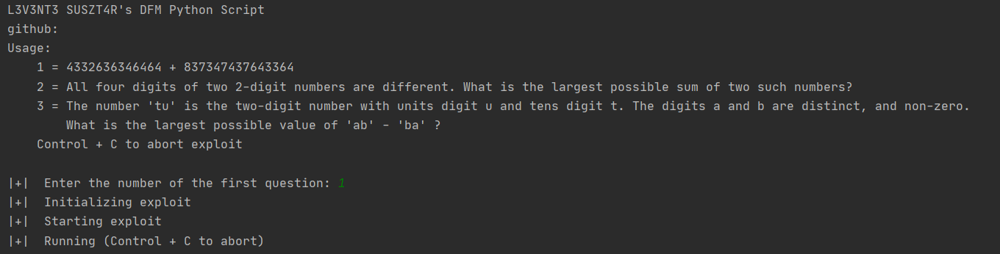 L3V3NT3 SUSZT4R's DFM Python Script
github:
Usage:
1 = 4332636346464 + 837347437643364
2 = All four digits of two 2-digit numbers are different. What is the largest possible sum of two such numbers?
3 = The number 'tu' is the two-digit number with units digit u and tens digit t. The digits a and b are distinct, and non-zero.
What is the largest possible value of 'ab' - 'ba' ?
Control + C to abort exploit
|+| Enter the number of the first question: 1
|+| Initializing exploit
|+| Starting exploit
|+| Running (Control + C to abort)